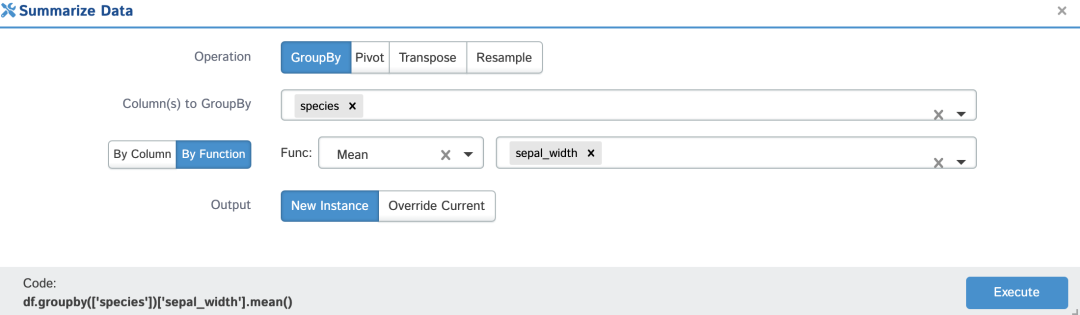 Summarize Data ×
Operation GroupBy Pivot Transpose Resample
Column(s) to GroupBy species ×
By Column By Function Func: Mean × sepal_width ×
Output New Instance Override Current
Code:
df.groupby(['species'])['sepal_width'].mean()
Execute